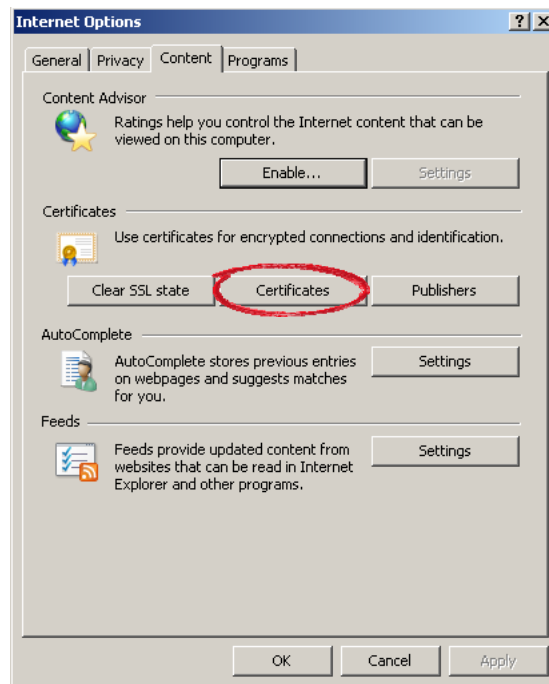 Internet Options
General Privacy Content Programs
Content Advisor
Ratings help you control the Internet content that can be
viewed on this computer.
Enable... Settings
Certificates
Use certificates for encrypted connections and identification.
Clear SSL state Certificates Publishers
AutoComplete
AutoComplete stores previous entries
on webpages and suggests matches
for you.
Settings
Feeds
Feeds provide updated content from
websites that can be read in Internet
Explorer and other programs.
Settings
OK Cancel Apply